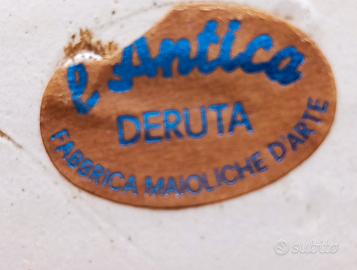 l'Antica
DERUTA
FABBRICA MAIOLICHE D'ARTE
subito